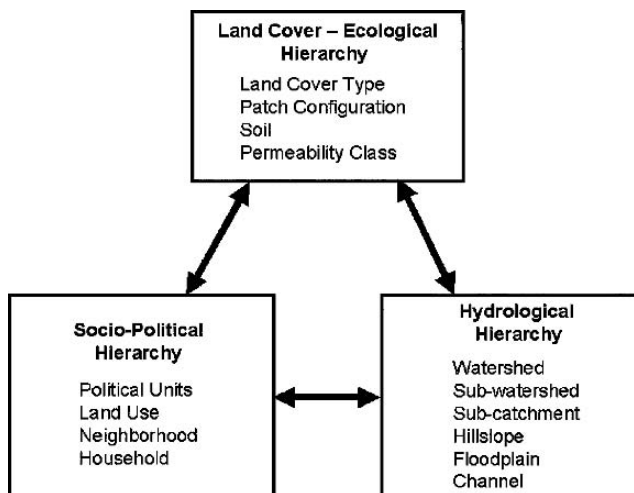 Land Cover – Ecological
Hierarchy
Land Cover Type
Patch Configuration
Soil
Permeability Class
Socio-Political
Hierarchy
Political Units
Land Use
Neighborhood
Household
Hydrological
Hierarchy
Watershed
Sub-watershed
Sub-catchment
Hillslope
Floodplain
Channel